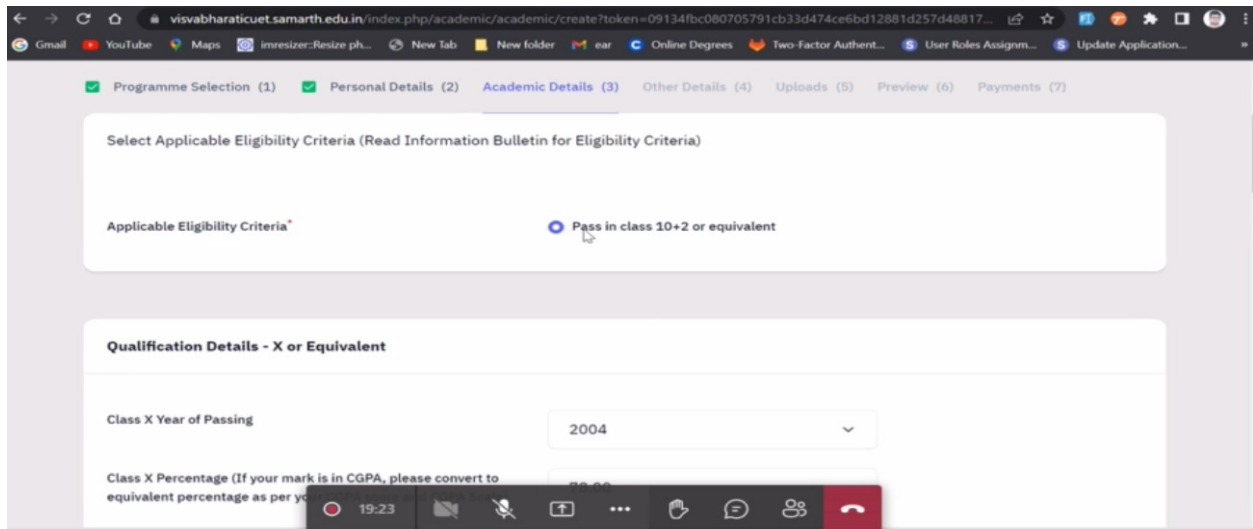 visvabharaticuet.samarth.edu.in/index.php/academic/academic/create?token=09134fbc080705791cb33d474ce6bd12881d257d48817...
Gmail YouTube Maps imresizer:Resize ph... New Tab New folder ear Online Degrees Two-Factor Authent... User Roles Assignm... Update Application... »
Programme Selection (1) Personal Details (2) Academic Details (3) Other Details (4) Uploads (5) Preview (6) Payments (7)
Select Applicable Eligibility Criteria (Read Information Bulletin for Eligibility Criteria)
Applicable Eligibility Criteria* Pass in class 10+2 or equivalent
Qualification Details - X or Equivalent
Class X Year of Passing 2004
Class X Percentage (If your mark is in CGPA, please convert to
equivalent percentage as per
19:23